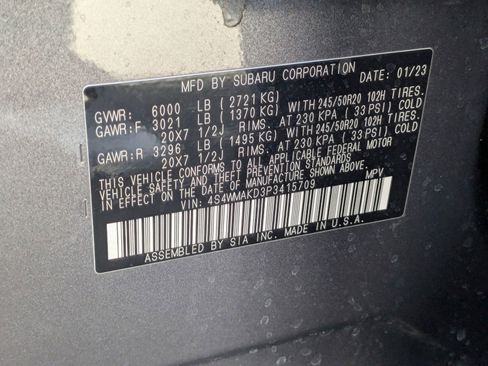 MFD BY SUBARU CORPORATION DATE: 01/23
GVWR: 6000 LB ( 2721 KG)
GAWR:F 3021 LB ( 1370 KG) WITH 245/50R20 102H TIRES.
20X7 1/2J RIMS. AT 230 KPA ( 33 PSI) COLD
GAWR:R 3296 LB ( 1495 KG) WITH 245/50R20 102H TIRES.
20X7 1/2J RIMS. AT 230 KPA ( 33 PSI) COLD
THIS VEHICLE CONFORMS TO ALL APPLICABLE FEDERAL MOTOR
VEHICLE SAFETY AND THEFT PREVENTION STANDARDS
IN EFFECT ON THE DATE OF MANUFACTURE SHOWN ABOVE.
VIN: 4S4WMAKD3P3415709 MPV
ASSEMBLED BY SIA INC. MADE IN U.S.A.